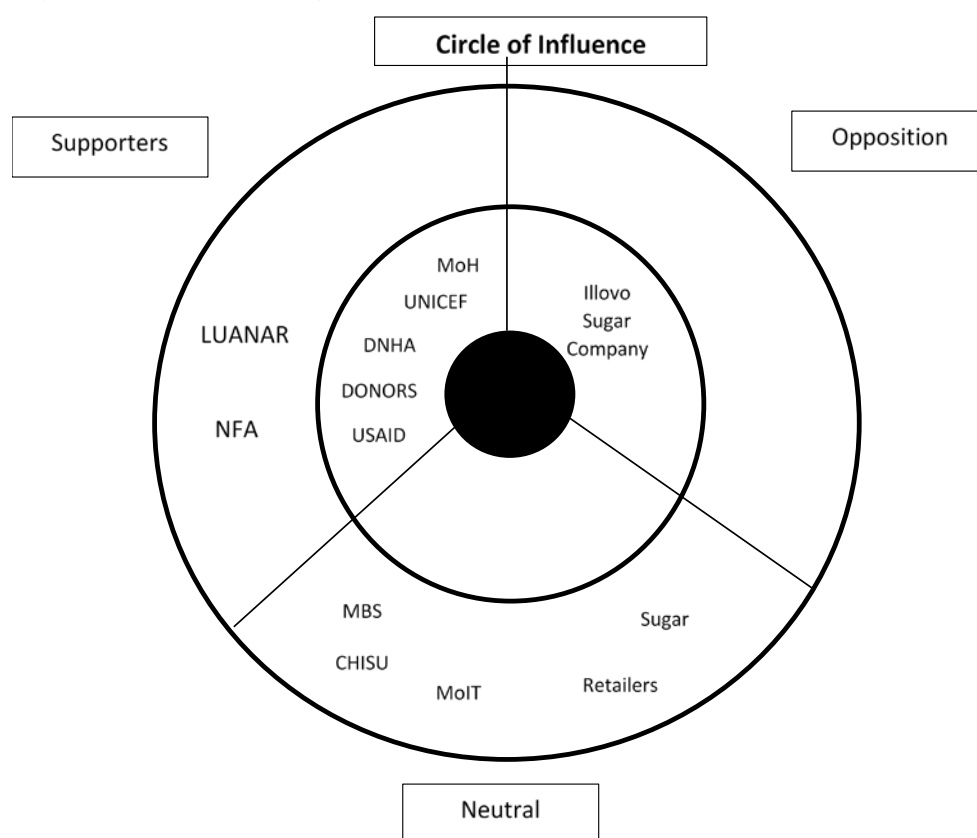 Circle of Influence
Supporters
Opposition
MoH
UNICEF
DNHA
DONORS
USAID
Illovo
Sugar
Company
LUANAR
NFA
MBS
CHISU
MoIT
Sugar
Retailers
Neutral